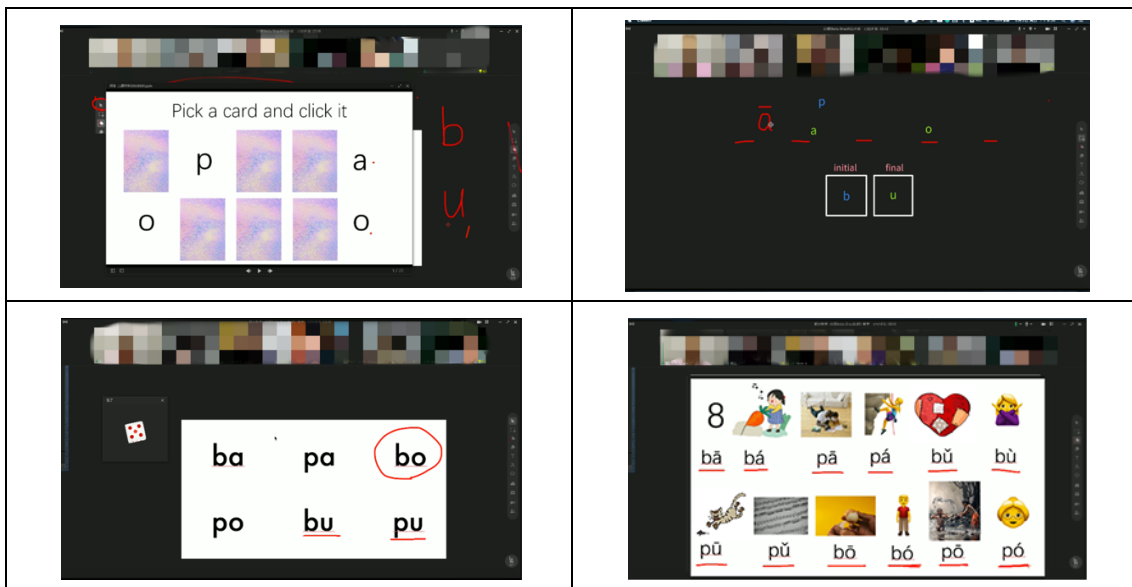 Pick a card and click it
p a
o o
b
u
ā
p
a o
initial final
b u
ba pa bo
po bu pu
8
bā bá pā pá bǔ bù
pū pǔ bō bó pō pó